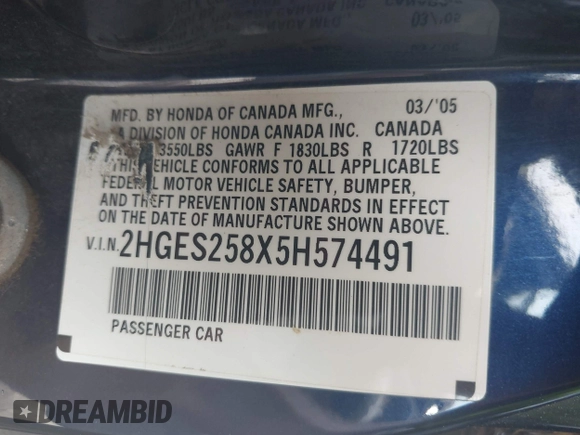 MFD. BY HONDA OF CANADA MFG., 03/'05
A DIVISION OF HONDA CANADA INC. CANADA
3550LBS GAWR F 1830LBS R 1720LBS
THIS VEHICLE CONFORMS TO ALL APPLICABLE
FEDERAL MOTOR VEHICLE SAFETY, BUMPER,
AND THEFT PREVENTION STANDARDS IN EFFECT
ON THE DATE OF MANUFACTURE SHOWN ABOVE.
V.I.N. 2HGES258X5H574491
PASSENGER CAR
DREAMBID